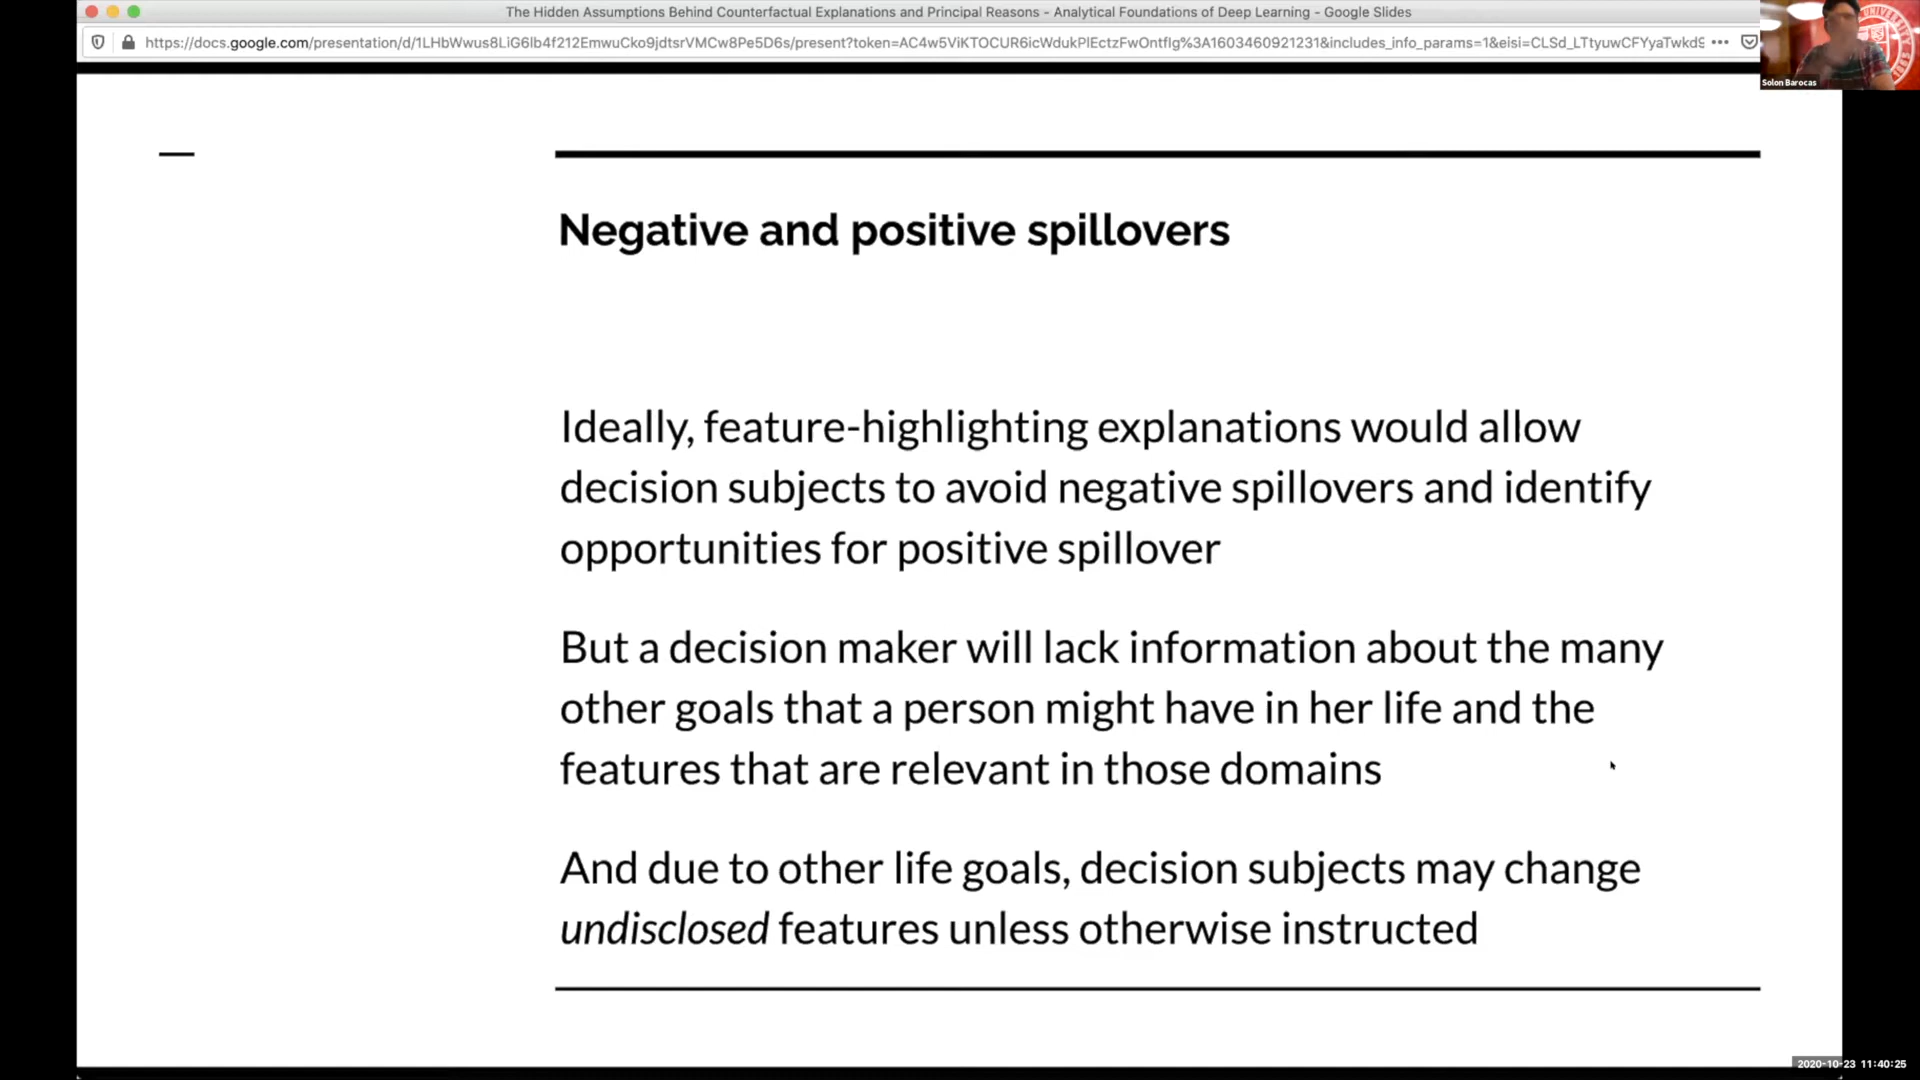 The Hidden Assumptions Behind Counterfactual Explanations and Principal Reasons - Analytical Foundations of Deep Learning - Google Slides
https://docs.google.com/presentation/d/1LHbWwus8LiG6lb4f212EmwuCko9jdtsrVMCw8Pe5D6s/present?token=AC4w5ViKTOCUR6icWdukPlEctzFwOntfIg%3A1603460921231&includes_info_params=1&eisi=CLSd_LTtyuwCFYyaTwkdS
Solon Barocas
Negative and positive spillovers
Ideally, feature-highlighting explanations would allow
decision subjects to avoid negative spillovers and identify
opportunities for positive spillover
But a decision maker will lack information about the many
other goals that a person might have in her life and the
features that are relevant in those domains
And due to other life goals, decision subjects may change
undisclosed features unless otherwise instructed
2020-10-23 11:40:25